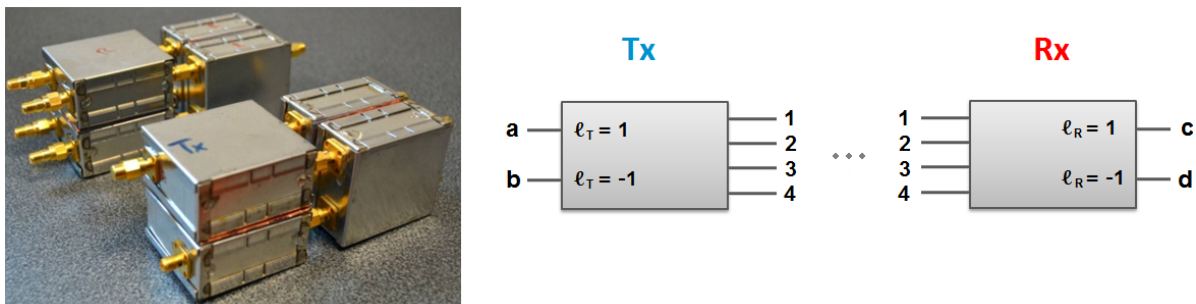 Tx
Tx
Rx
a
ℓT = 1
b
ℓT = -1
1
2
3
4
...
1
2
3
4
ℓR = 1
c
ℓR = -1
d